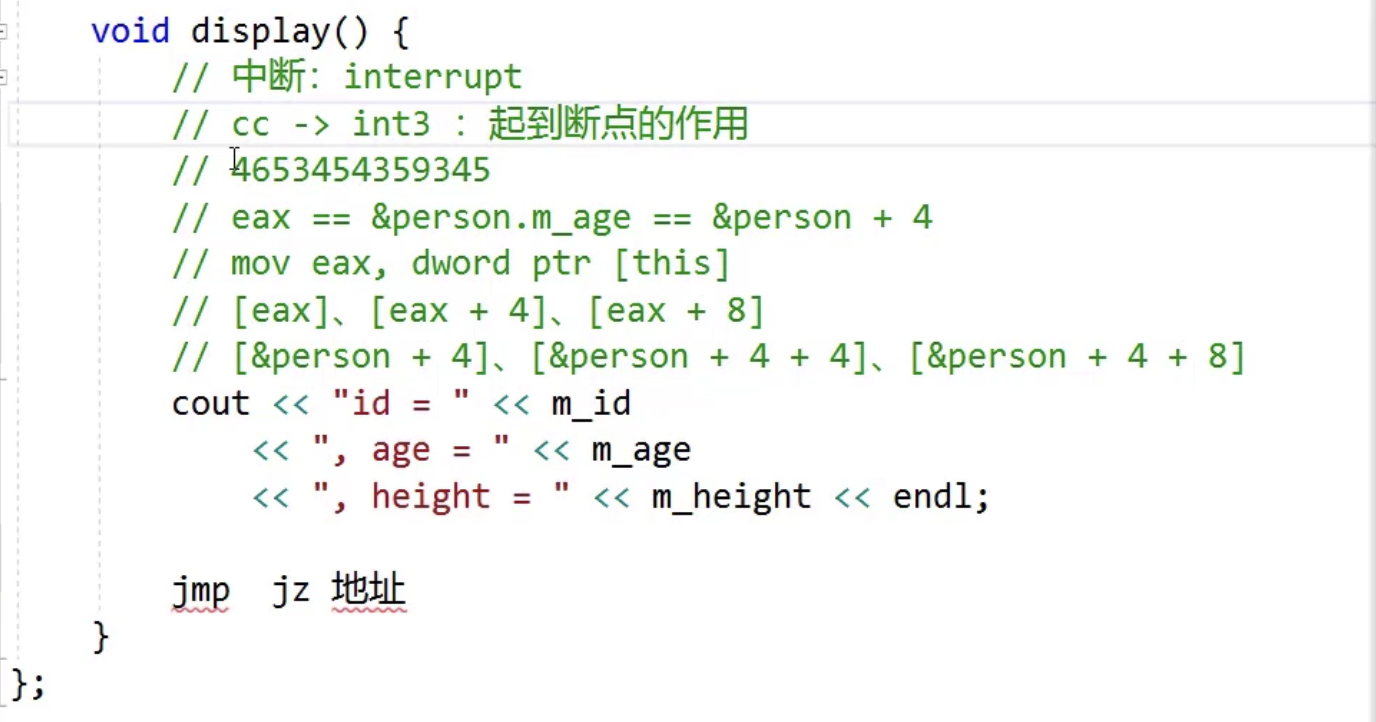 void display() {
// 中断：interrupt
// cc -> int3 : 起到断点的作用
// 4653454359345
// eax == &person.m_age == &person + 4
// mov eax, dword ptr [this]
// [eax]、[eax + 4]、[eax + 8]
// [&person + 4]、[&person + 4 + 4]、[&person + 4 + 8]
cout << "id = " << m_id
<< ", age = " << m_age
<< ", height = " << m_height << endl;
jmp  jz 地址
}
};